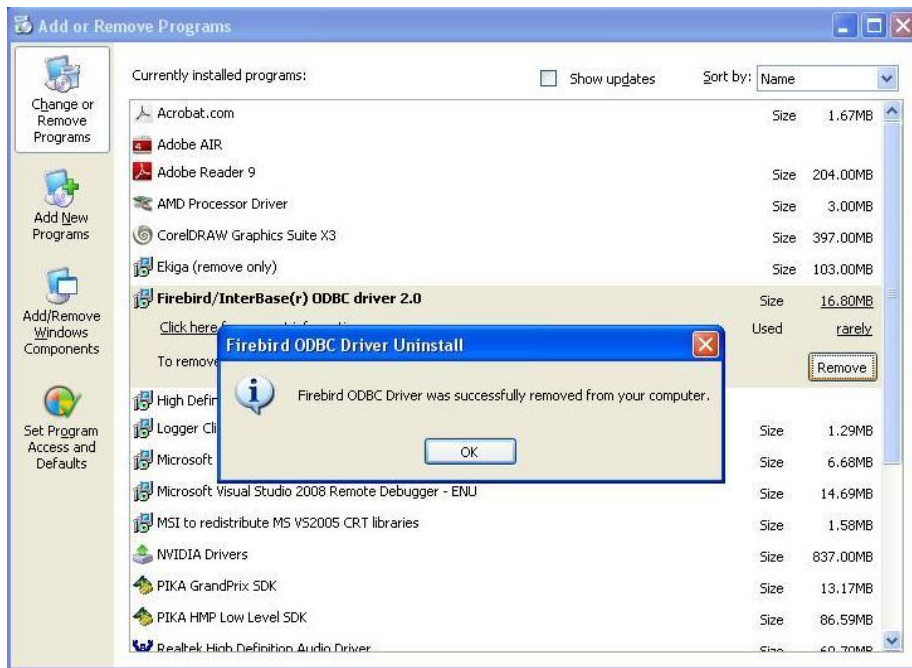 Add or Remove Programs
Change or
Remove
Programs
Add New
Programs
Add/Remove
Windows
Components
Set Program
Access and
Defaults
Currently installed programs:
Show updates
Sort by: Name
Acrobat.com Size 1.67MB
Adobe AIR
Adobe Reader 9 Size 204.00MB
AMD Processor Driver Size 3.00MB
CorelDRAW Graphics Suite X3 Size 397.00MB
Ekiga (remove only) Size 103.00MB
Firebird/InterBase(r) ODBC driver 2.0 Size 16.80MB
Click here Used rarely
To remove Remove
Firebird ODBC Driver Uninstall
Firebird ODBC Driver was successfully removed from your computer.
OK
High Defin
Logger Cli Size 1.29MB
Microsoft Size 6.68MB
Microsoft Visual Studio 2008 Remote Debugger - ENU Size 14.69MB
MSI to redistribute MS VS2005 CRT libraries Size 1.58MB
NVIDIA Drivers Size 837.00MB
PIKA GrandPrix SDK Size 13.17MB
PIKA HMP Low Level SDK Size 86.59MB
Realtek High Definition Audio Driver Size